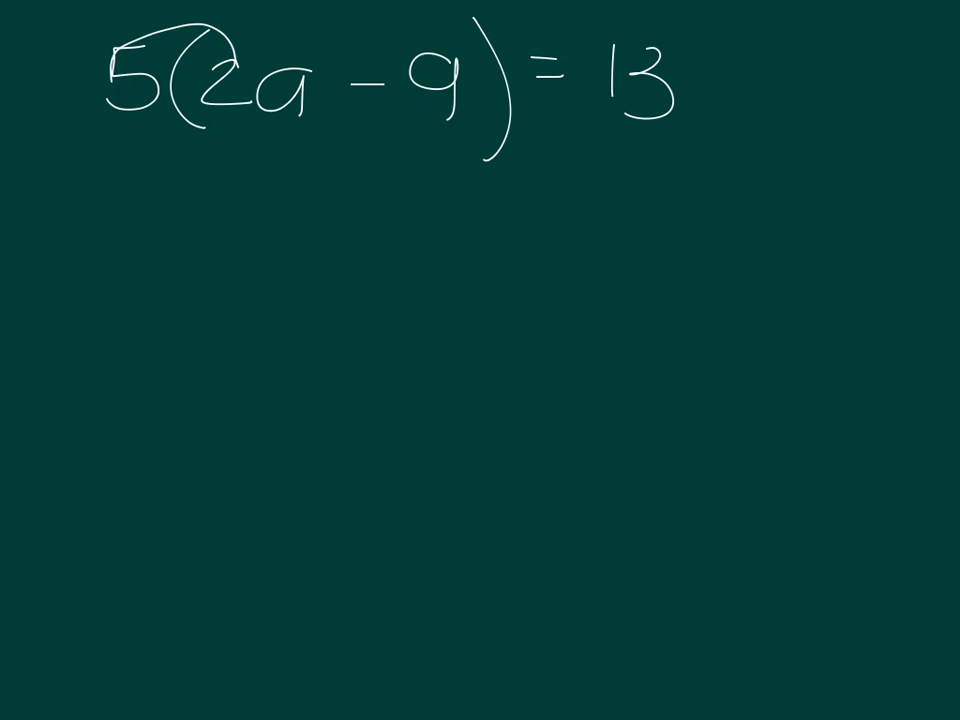 5(2a - 9) = 13